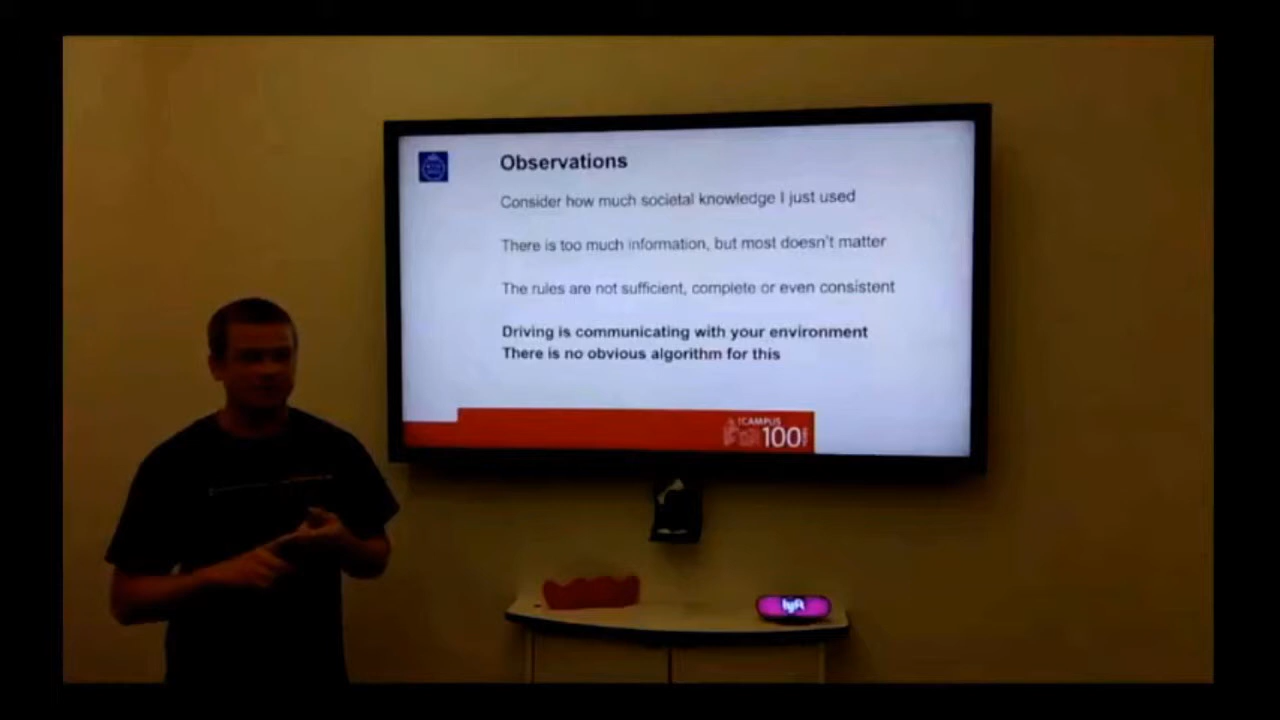 Observations
Consider how much societal knowledge I just used
There is too much information, but most doesn't matter
The rules are not sufficient, complete or even consistent
Driving is communicating with your environment
There is no obvious algorithm for this
CAMPUS
100
lyft